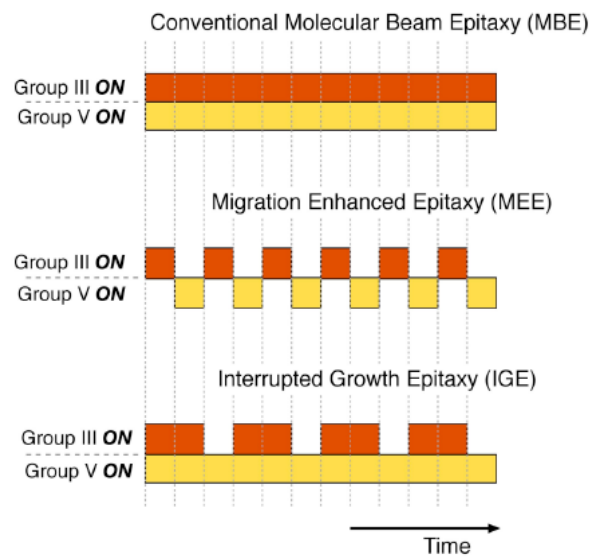 Conventional Molecular Beam Epitaxy (MBE)
Group III ON
Group V ON
Migration Enhanced Epitaxy (MEE)
Group III ON
Group V ON
Interrupted Growth Epitaxy (IGE)
Group III ON
Group V ON
Time